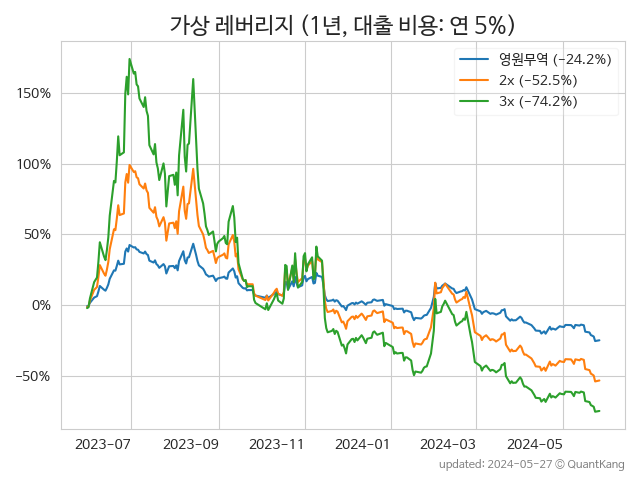 가상 레버리지 (1년, 대출 비용: 연 5%)
영원무역 (-24.2%)
2x (-52.5%)
3x (-74.2%)
150%
100%
50%
0%
-50%
2023-07 2023-09 2023-11 2024-01 2024-03 2024-05
updated: 2024-05-27 © QuantKang